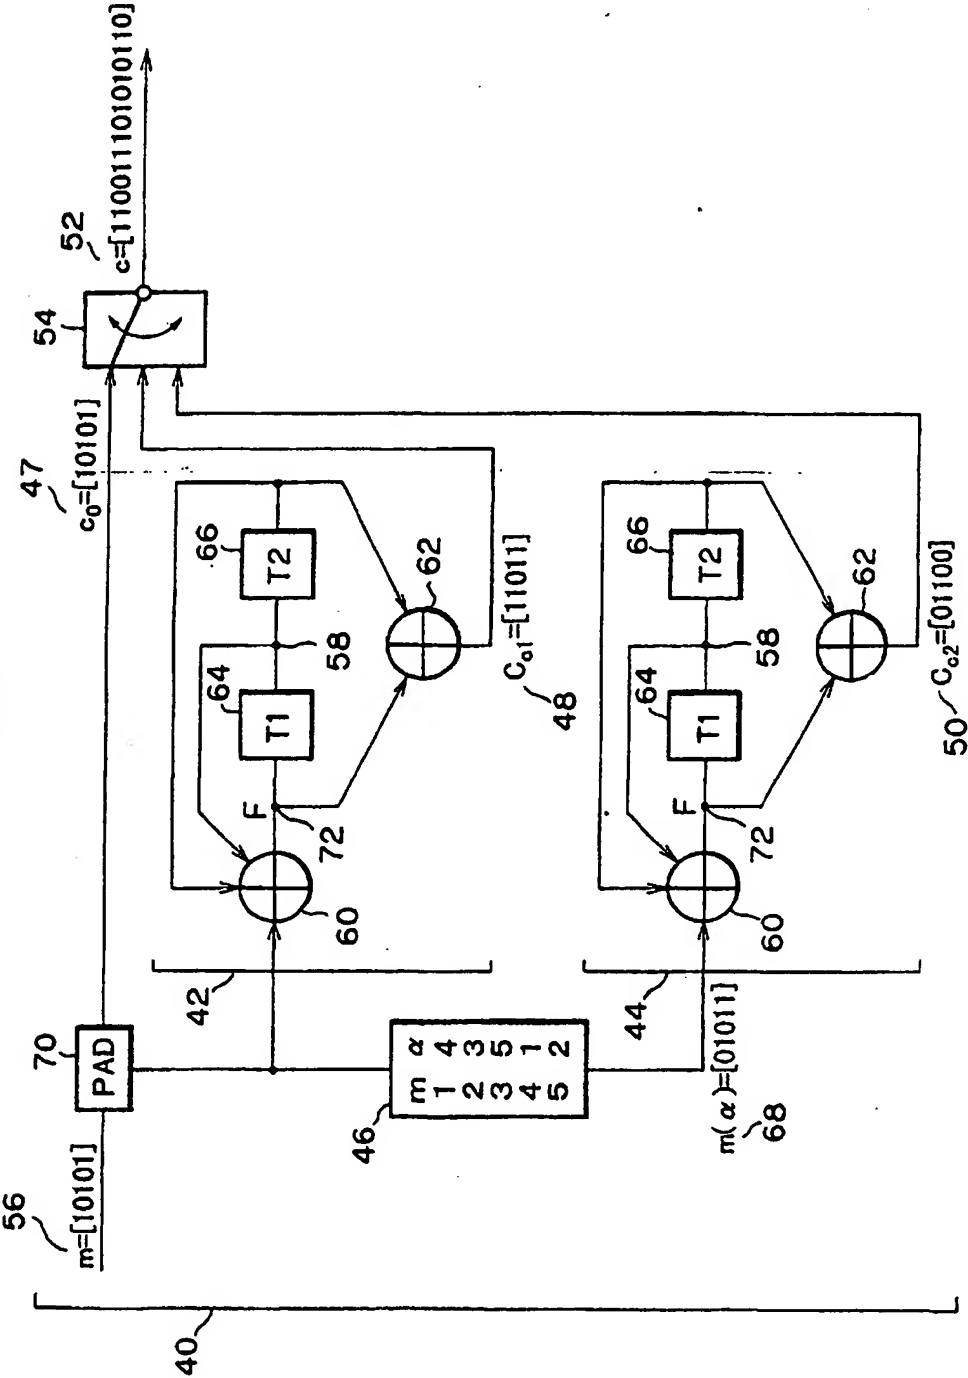 56
m=[10101]
70
PAD
47
c₀=[10101]
54
52
c=[110011101010110]
40
42
60
F
72
64
T1
58
66
T2
62
48
Cₐ₁=[11011]
46
m α
1 4
2 3
3 5
4 1
5 2
m(α)=[01011]
68
44
60
F
72
64
T1
58
66
T2
62
50
Cₐ₂=[01100]